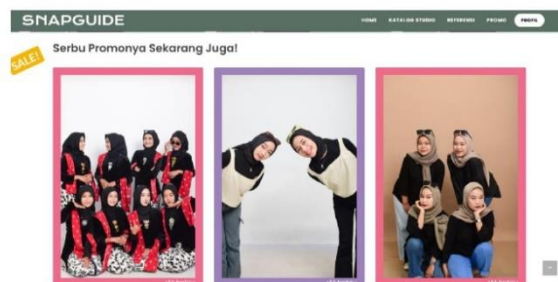 SNAPGUIDE
HOME KATALOG STUDIO REFERENSI PROMO PROFIL
Serbu Promonya Sekarang Juga!
SALE!